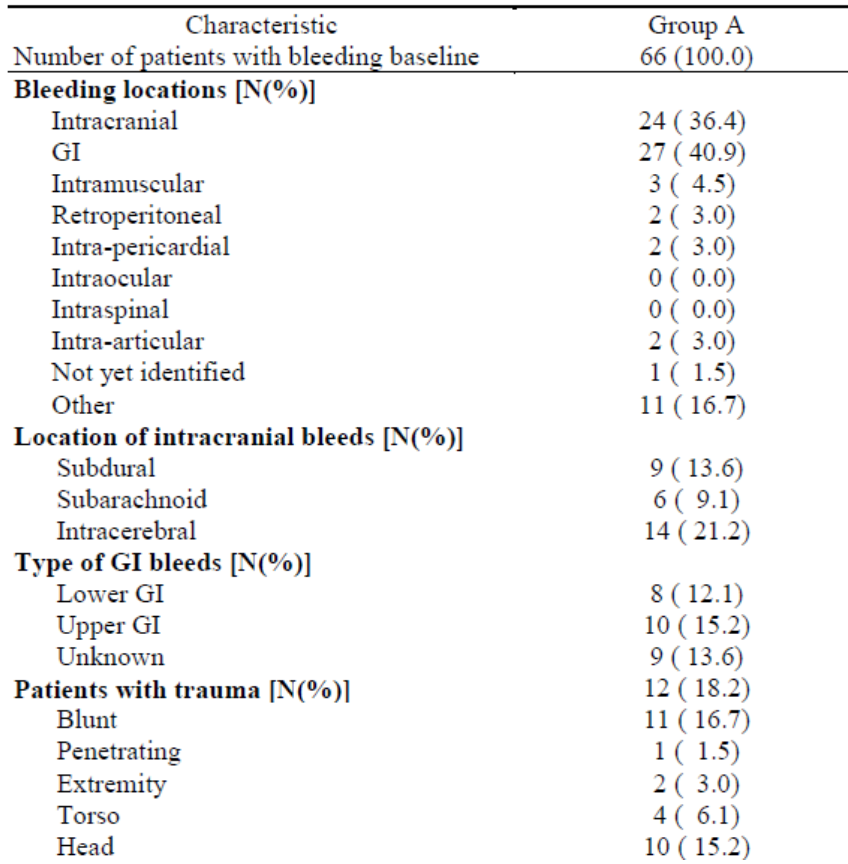 Characteristic Group A
Number of patients with bleeding baseline 66 (100.0)
Bleeding locations [N(%)]
Intracranial 24 ( 36.4)
GI 27 ( 40.9)
Intramuscular 3 ( 4.5)
Retroperitoneal 2 ( 3.0)
Intra-pericardial 2 ( 3.0)
Intraocular 0 ( 0.0)
Intraspinal 0 ( 0.0)
Intra-articular 2 ( 3.0)
Not yet identified 1 ( 1.5)
Other 11 ( 16.7)
Location of intracranial bleeds [N(%)]
Subdural 9 ( 13.6)
Subarachnoid 6 ( 9.1)
Intracerebral 14 ( 21.2)
Type of GI bleeds [N(%)]
Lower GI 8 ( 12.1)
Upper GI 10 ( 15.2)
Unknown 9 ( 13.6)
Patients with trauma [N(%)] 12 ( 18.2)
Blunt 11 ( 16.7)
Penetrating 1 ( 1.5)
Extremity 2 ( 3.0)
Torso 4 ( 6.1)
Head 10 ( 15.2)